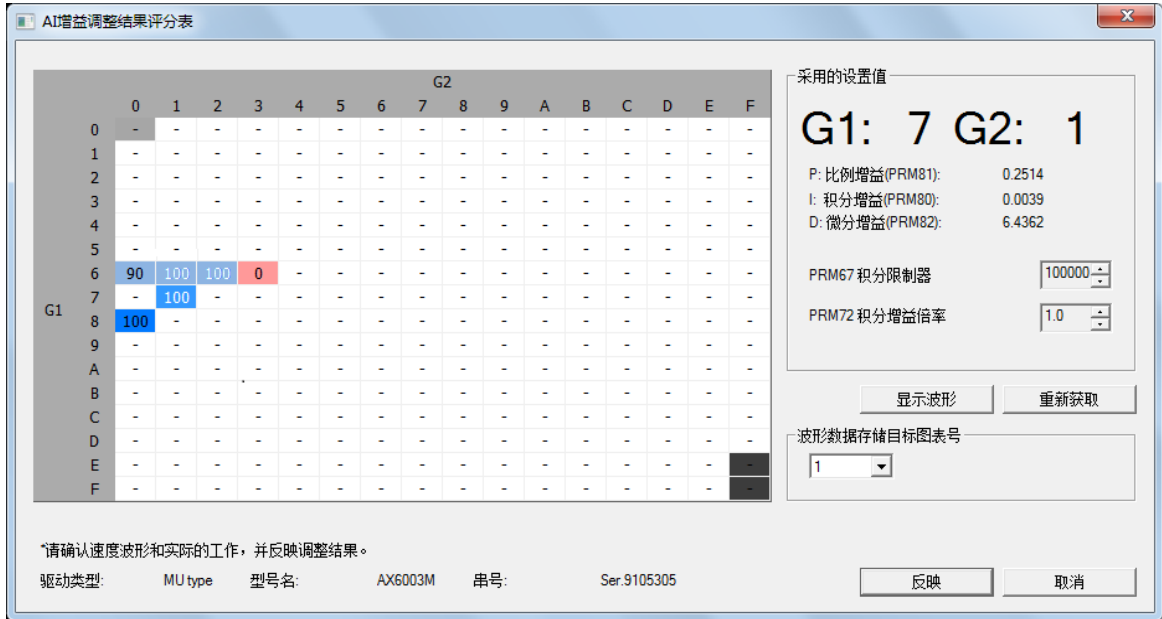 AI增益调整结果评分表
G2
0 1 2 3 4 5 6 7 8 9 A B C D E F
0 - - - - - - - - - - - - - - - -
1 - - - - - - - - - - - - - - - -
2 - - - - - - - - - - - - - - - -
3 - - - - - - - - - - - - - - - -
4 - - - - - - - - - - - - - - - -
5 - - - - - - - - - - - - - - - -
6 90 100 100 0 - - - - - - - - - - - -
7 - 100 - - - - - - - - - - - - - -
G1
8 100 - - - - - - - - - - - - - - -
9 - - - - - - - - - - - - - - - -
A - - - - - - - - - - - - - - - -
B - - - - - - - - - - - - - - - -
C - - - - - - - - - - - - - - - -
D - - - - - - - - - - - - - - - -
E - - - - - - - - - - - - - - - -
F - - - - - - - - - - - - - - - -
采用的设置值
G1: 7 G2: 1
P: 比例增益(PRM81): 0.2514
I: 积分增益(PRM80): 0.0039
D: 微分增益(PRM82): 6.4362
PRM67 积分限制器 100000
PRM72 积分增益倍率 1.0
显示波形 重新获取
波形数据存储目标图表号
1
*请确认速度波形和实际的工作，并反映调整结果。
驱动类型: MU type 型号名: AX6003M 串号: Ser.9105305
反映 取消